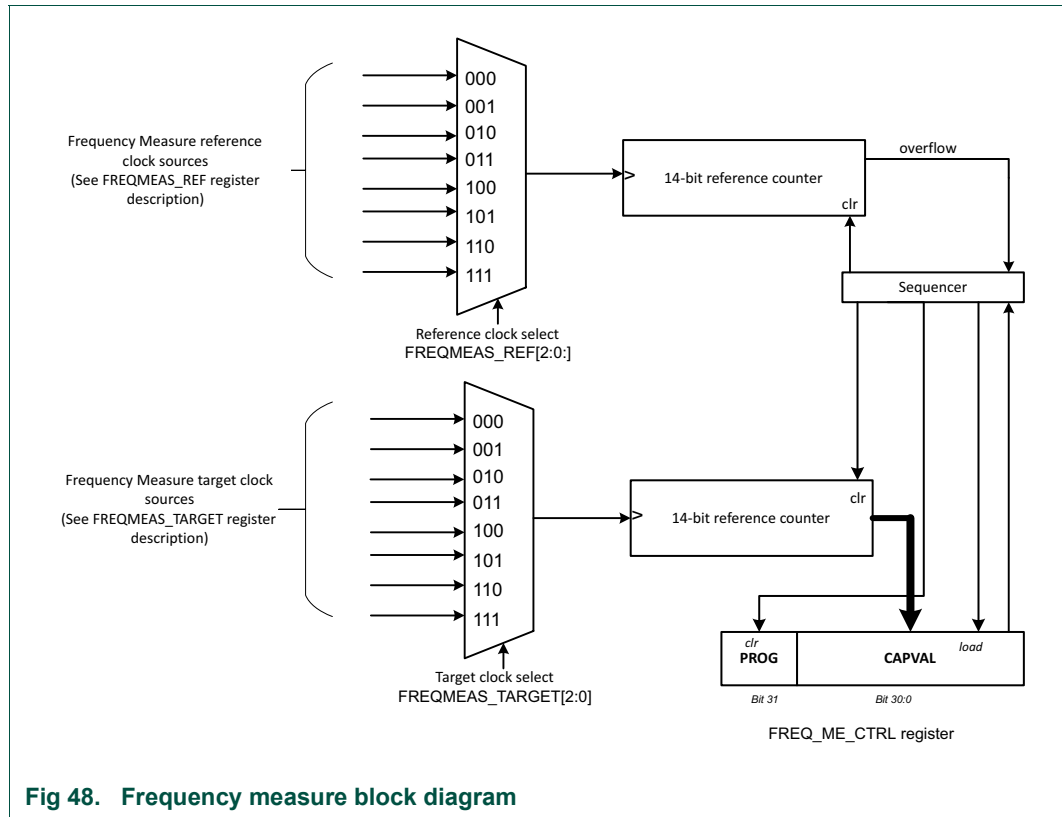 000
001
010
011
100
101
110
111
Frequency Measure reference
clock sources
(See FREQMEAS_REF register
description)
Reference clock select
FREQMEAS_REF[2:0:]
14-bit reference counter
clr
overflow
Sequencer
000
001
010
011
100
101
110
111
Frequency Measure target clock
sources
(See FREQMEAS_TARGET register
description)
Target clock select
FREQMEAS_TARGET[2:0]
clr
14-bit reference counter
clr
load
PROG
CAPVAL
Bit 31
Bit 30:0
FREQ_ME_CTRL register
Fig 48. Frequency measure block diagram